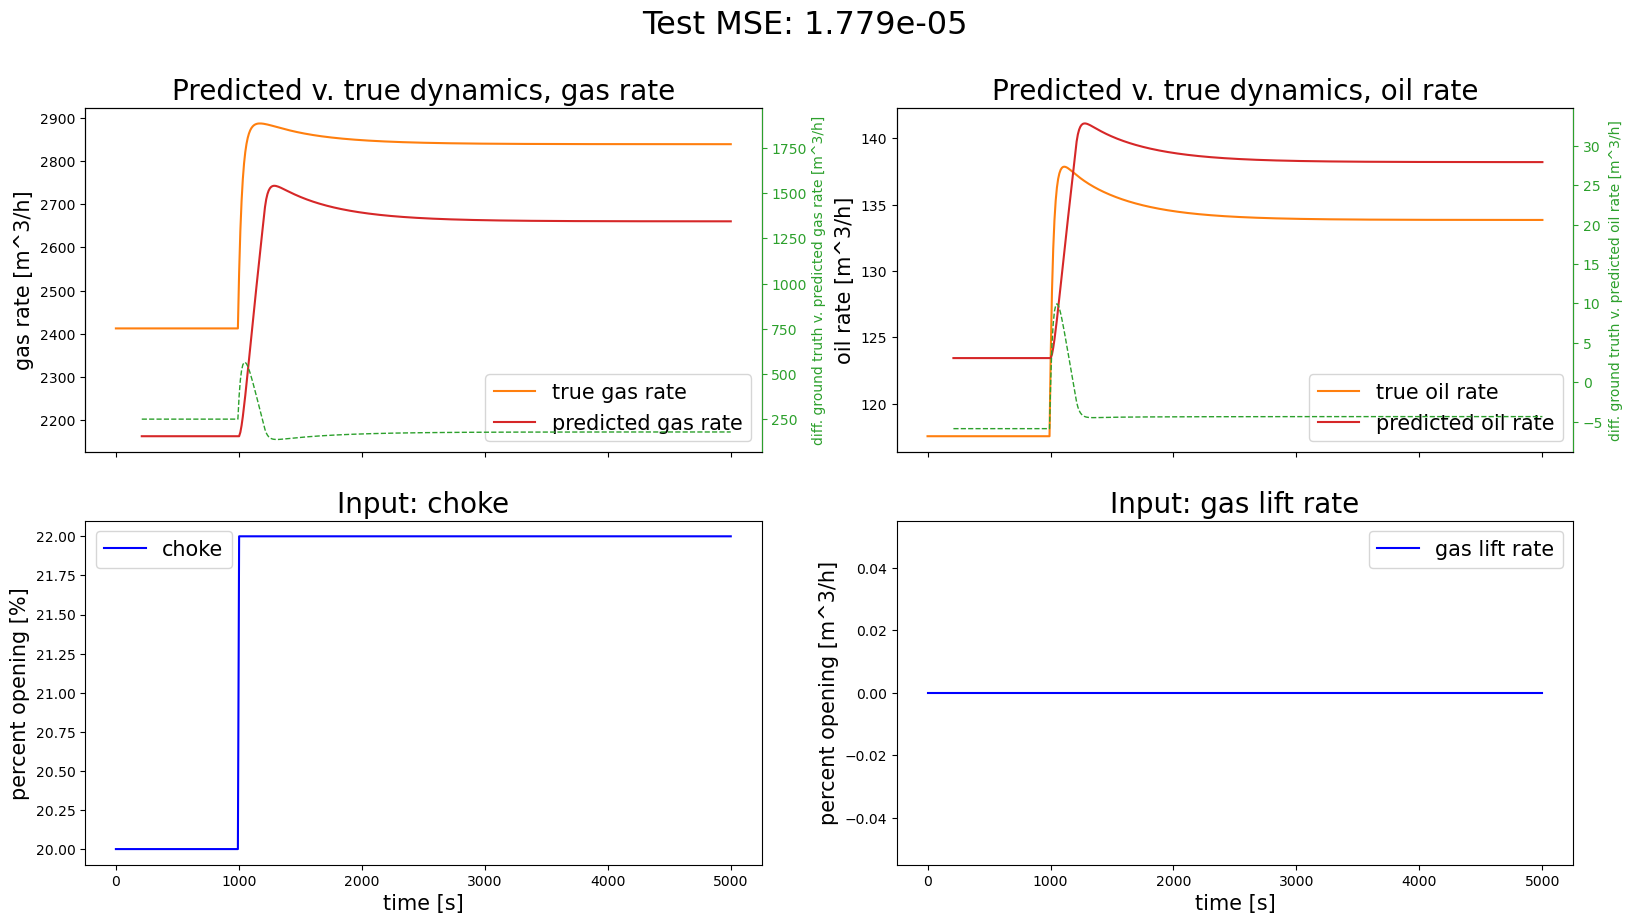 Test MSE: 1.779e-05
Predicted v. true dynamics, gas rate
gas rate [m^3/h]
2900
2800
2700
2600
2500
2400
2300
2200
1750
1500
1250
1000
750
500
250
diff. ground truth v. predicted gas rate [m^3/h]
true gas rate
predicted gas rate
Predicted v. true dynamics, oil rate
oil rate [m^3/h]
140
135
130
125
120
30
25
20
15
10
5
0
−5
diff. ground truth v. predicted oil rate [m^3/h]
true oil rate
predicted oil rate
Input: choke
percent opening [%]
22.00
21.75
21.50
21.25
21.00
20.75
20.50
20.25
20.00
choke
0
1000
2000
3000
4000
5000
time [s]
Input: gas lift rate
percent opening [m^3/h]
0.04
0.02
0.00
−0.02
−0.04
gas lift rate
0
1000
2000
3000
4000
5000
time [s]